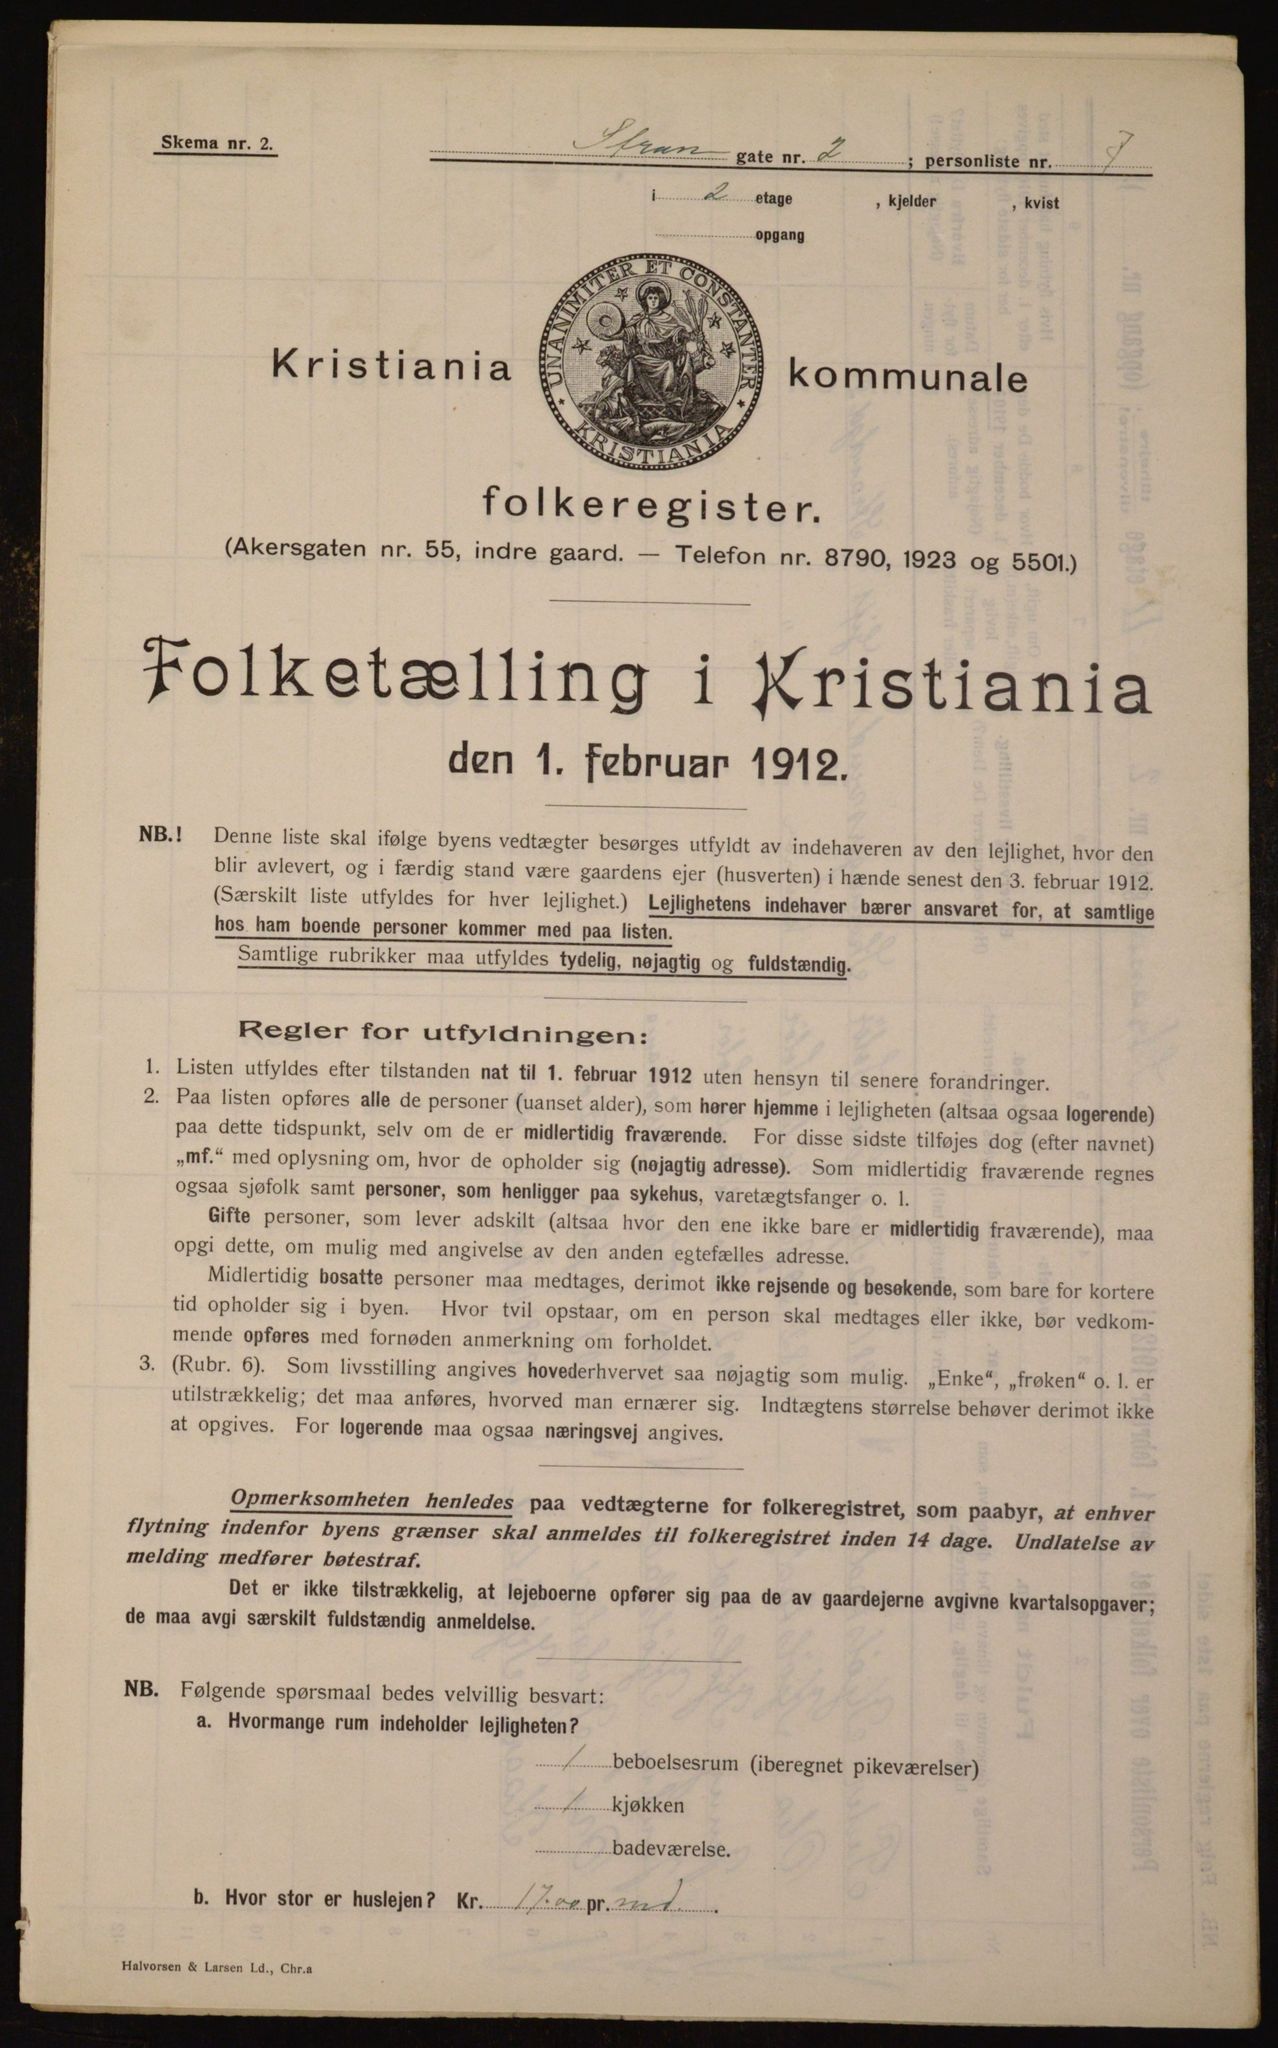 Skema nr. 2.
Stran gate nr. 2 ; personliste nr. 7
i 2 etage , kjelder , kvist
opgang
UNANIMITER ET CONSTANTER
KRISTIANIA
Kristiania kommunale
folkeregister.
(Akersgaten nr. 55, indre gaard. — Telefon nr. 8790, 1923 og 5501.)
Folketælling i Kristiania
den 1. februar 1912.
NB.! Denne liste skal ifølge byens vedtægter besørges utfyldt av indehaveren av den lejlighet, hvor den
blir avlevert, og i færdig stand være gaardens ejer (husverten) i hænde senest den 3. februar 1912.
(Særskilt liste utfyldes for hver lejlighet.) Lejlighetens indehaver bærer ansvaret for, at samtlige
hos ham boende personer kommer med paa listen.
Samtlige rubrikker maa utfyldes tydelig, nøjagtig og fuldstændig.
Regler for utfyldningen:
1. Listen utfyldes efter tilstanden nat til 1. februar 1912 uten hensyn til senere forandringer.
2. Paa listen opføres alle de personer (uanset alder), som hører hjemme i lejligheten (altsaa ogsaa logerende)
paa dette tidspunkt, selv om de er midlertidig fraværende. For disse sidste tilføjes dog (efter navnet)
„mf.“ med oplysning om, hvor de opholder sig (nøjagtig adresse). Som midlertidig fraværende regnes
ogsaa sjøfolk samt personer, som henligger paa sykehus, varetægtsfanger o. l.
Gifte personer, som lever adskilt (altsaa hvor den ene ikke bare er midlertidig fraværende), maa
opgi dette, om mulig med angivelse av den anden egtefælles adresse.
Midlertidig bosatte personer maa medtages, derimot ikke rejsende og besøkende, som bare for kortere
tid opholder sig i byen. Hvor tvil opstaar, om en person skal medtages eller ikke, bør vedkom-
mende opføres med fornøden anmerkning om forholdet.
3. (Rubr. 6). Som livsstilling angives hovederhvervet saa nøjagtig som mulig. „Enke“, „frøken“ o. l. er
utilstrækkelig; det maa anføres, hvorved man ernærer sig. Indtægtens størrelse behøver derimot ikke
at opgives. For logerende maa ogsaa næringsvej angives.
Opmerksomheten henledes paa vedtægterne for folkeregistret, som paabyr, at enhver
flytning indenfor byens grænser skal anmeldes til folkeregistret inden 14 dage. Undlatelse av
melding medfører bøtestraf.
Det er ikke tilstrækkelig, at lejeboerne opfører sig paa de av gaardejerne avgivne kvartalsopgaver;
de maa avgi særskilt fuldstændig anmeldelse.
NB. Følgende spørsmaal bedes velvillig besvart:
a. Hvormange rum indeholder lejligheten?
1 beboelsesrum (iberegnet pikeværelser)
1 kjøkken
badeværelse.
b. Hvor stor er huslejen? Kr. 17.00 pr. md.
Halvorsen & Larsen Ld., Chr.a